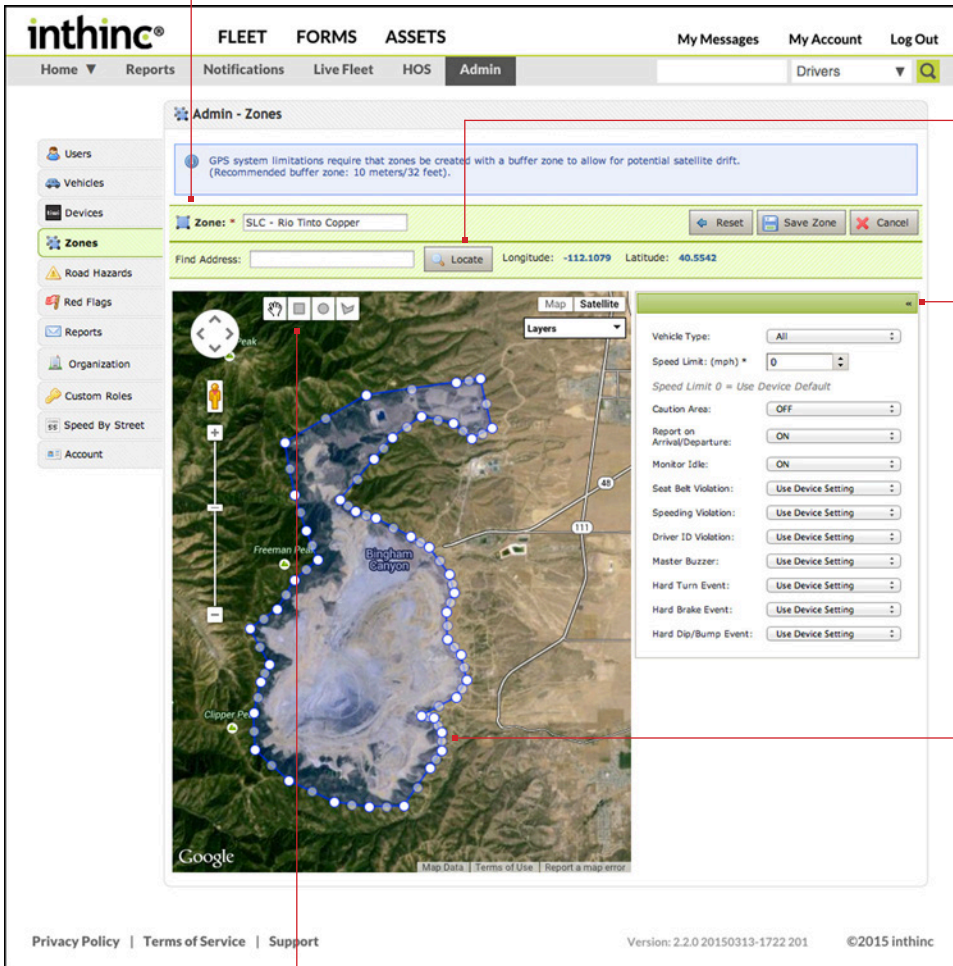 inthinc®
FLEET FORMS ASSETS
My Messages My Account Log Out
Home ▼ Reports Notifications Live Fleet HOS Admin
Drivers ▼
Admin - Zones
Users
Vehicles
Devices
Zones
Road Hazards
Red Flags
Reports
Organization
Custom Roles
Speed By Street
Account
GPS system limitations require that zones be created with a buffer zone to allow for potential satellite drift.
(Recommended buffer zone: 10 meters/32 feet).
Zone: * SLC - Rio Tinto Copper
Reset Save Zone Cancel
Find Address: Locate Longitude: -112.1079 Latitude: 40.5542
Map Satellite
Layers
Peak
48
111
Freeman Peak
Bingham
Canyon
Clipper Peak
Google
Map Data Terms of Use Report a map error
«
Vehicle Type: All
Speed Limit: (mph) * 0
Speed Limit 0 = Use Device Default
Caution Area: OFF
Report on
Arrival/Departure: ON
Monitor Idle: ON
Seat Belt Violation: Use Device Setting
Speeding Violation: Use Device Setting
Driver ID Violation: Use Device Setting
Master Buzzer: Use Device Setting
Hard Turn Event: Use Device Setting
Hard Brake Event: Use Device Setting
Hard Dip/Bump Event: Use Device Setting
Privacy Policy | Terms of Service | Support
Version: 2.2.0 20150313-1722 201 ©2015 inthinc